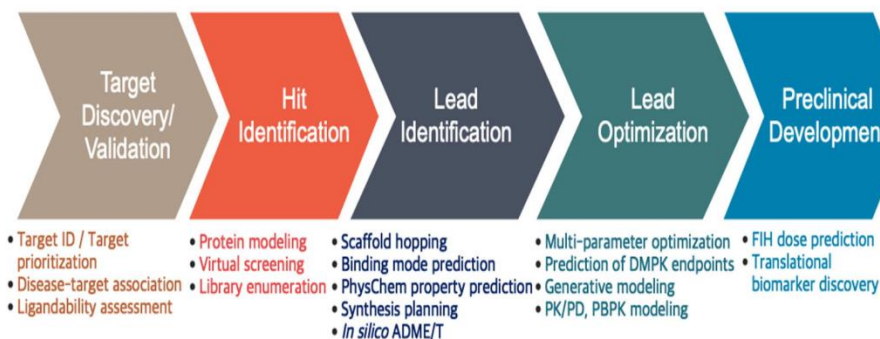 Target
Discovery/
Validation
Hit
Identification
Lead
Identification
Lead
Optimization
Preclinical
Developmen
• Target ID / Target
prioritization
• Disease-target association
• Ligandability assessment
• Protein modeling
• Virtual screening
• Library enumeration
• Scaffold hopping
• Binding mode prediction
• PhysChem property prediction
• Synthesis planning
• In silico ADME/T
• Multi-parameter optimization
• Prediction of DMPK endpoints
• Generative modeling
• PK/PD, PBPK modeling
• FIH dose prediction
• Translational
biomarker discovery